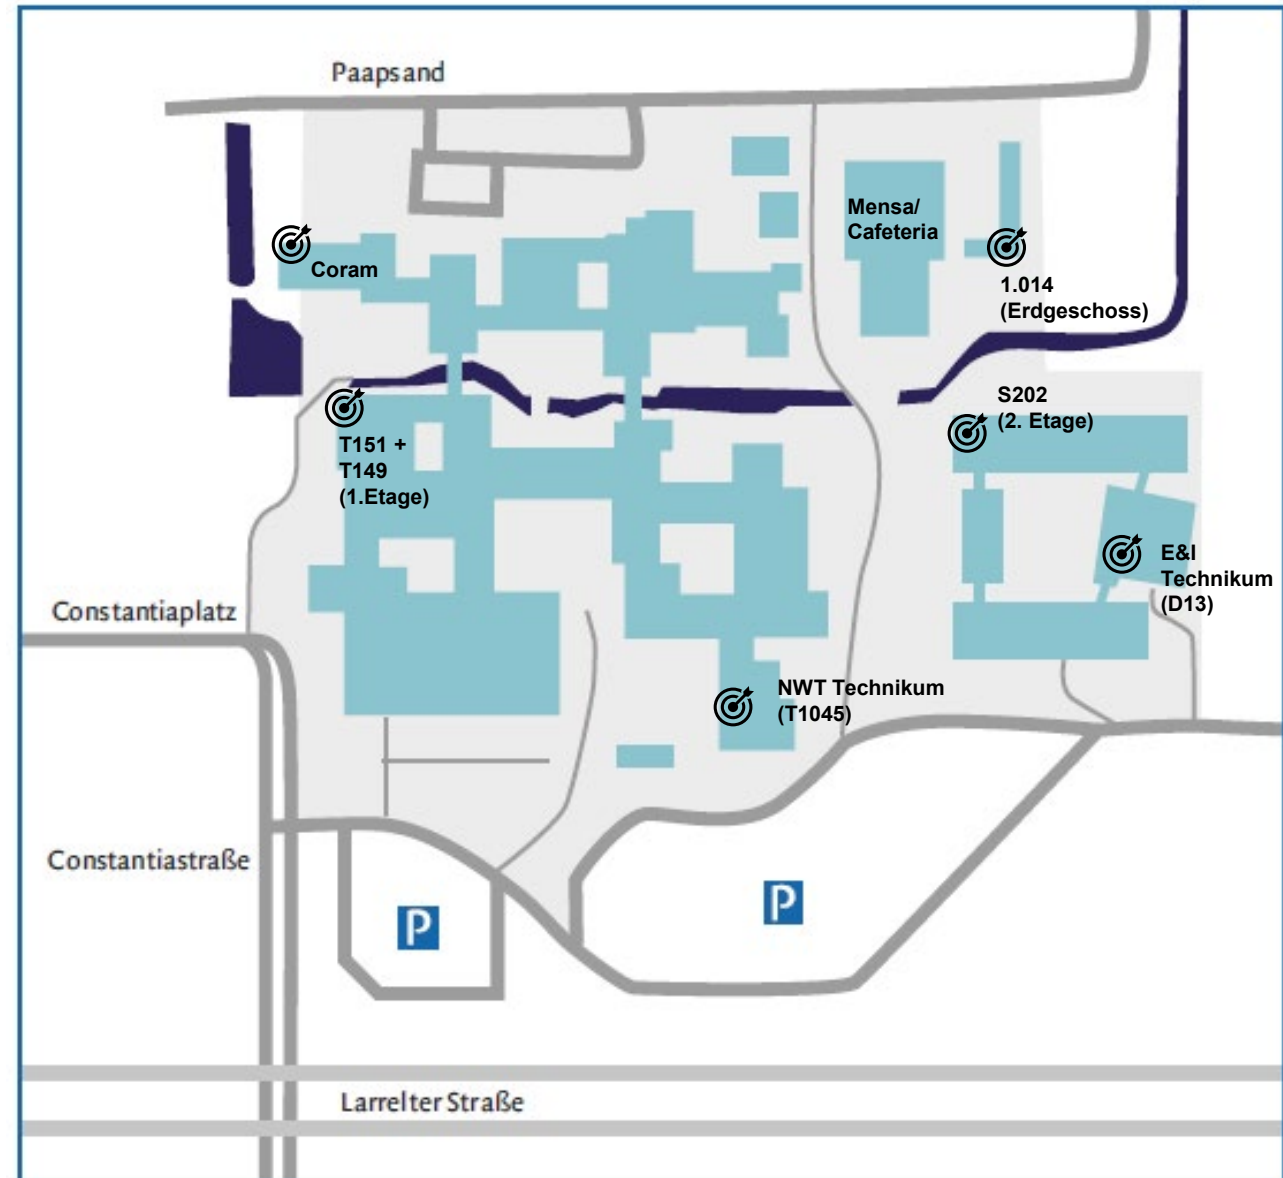 Paapsand
Mensa/
Cafeteria
Coram
1.014
(Erdgeschoss)
S202
(2. Etage)
T151 +
T149
(1.Etage)
E&I
Technikum
(D13)
Constantiaplatz
NWT Technikum
(T1045)
Constantiastraße
P
P
Larrelter Straße